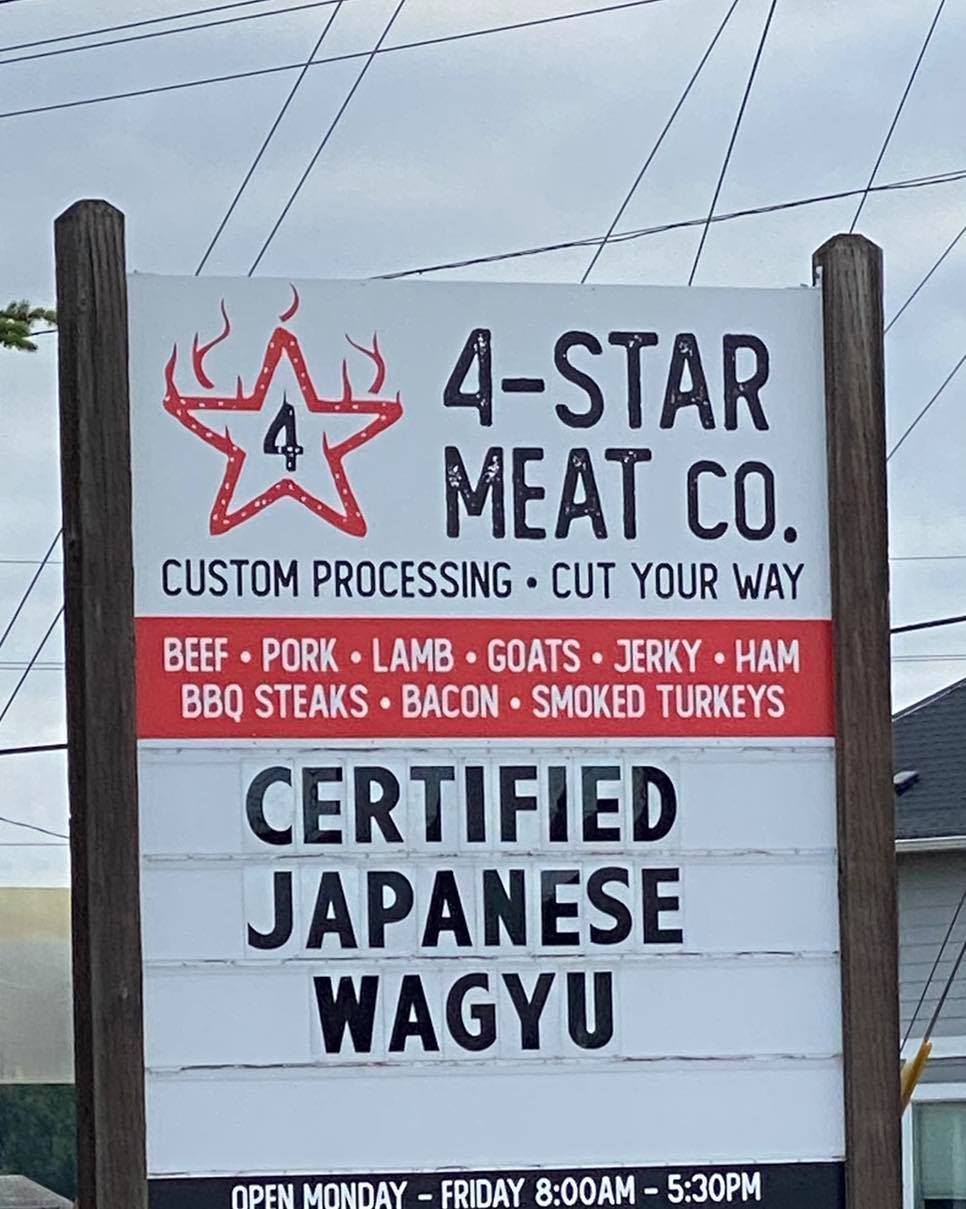 4
4-STAR
MEAT CO.
CUSTOM PROCESSING • CUT YOUR WAY
BEEF • PORK • LAMB • GOATS • JERKY • HAM
BBQ STEAKS • BACON • SMOKED TURKEYS
CERTIFIED
JAPANESE
WAGYU
OPEN MONDAY - FRIDAY 8:00AM - 5:30PM